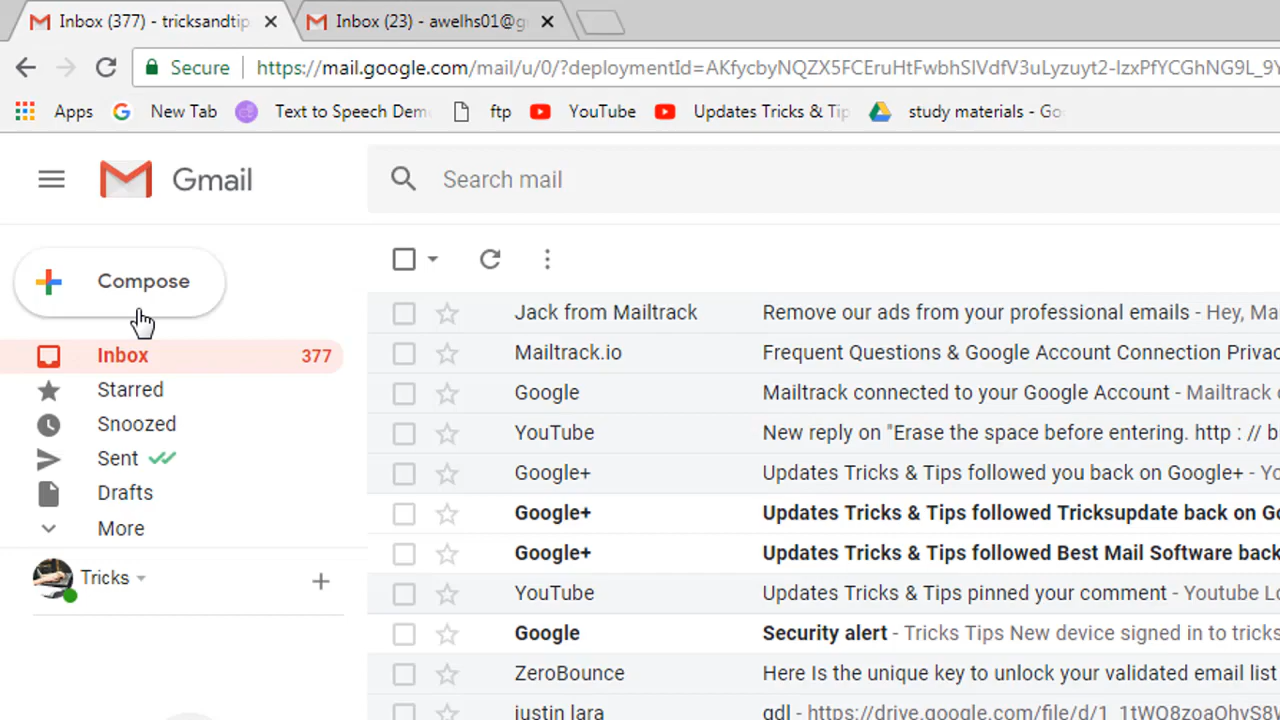 Inbox (377) - tricksandtip
Inbox (23) - awelhs01@g
Secure
https://mail.google.com/mail/u/0/?deploymentId=AKfycbyNQZX5FCEruHtFwbhSIVdfV3uLyzuyt2-IzxPfYCGhNG9L_9Y
Apps New Tab Text to Speech Dem ftp YouTube Updates Tricks & Tip study materials - Go
Gmail
Search mail
Compose
Inbox 377
Starred
Snoozed
Sent
Drafts
More
Tricks
Jack from Mailtrack Remove our ads from your professional emails - Hey, Ma
Mailtrack.io Frequent Questions & Google Account Connection Privac
Google Mailtrack connected to your Google Account - Mailtrack c
YouTube New reply on "Erase the space before entering. http : // b
Google+ Updates Tricks & Tips followed you back on Google+ - Yo
Google+ Updates Tricks & Tips followed Tricksupdate back on Go
Google+ Updates Tricks & Tips followed Best Mail Software back
YouTube Updates Tricks & Tips pinned your comment - Youtube Lo
Google Security alert - Tricks Tips New device signed in to tricks
ZeroBounce Here Is the unique key to unlock your validated email list
justin lara gdl - https://drive.google.com/file/d/1_1tWO8zoaOhyS8W